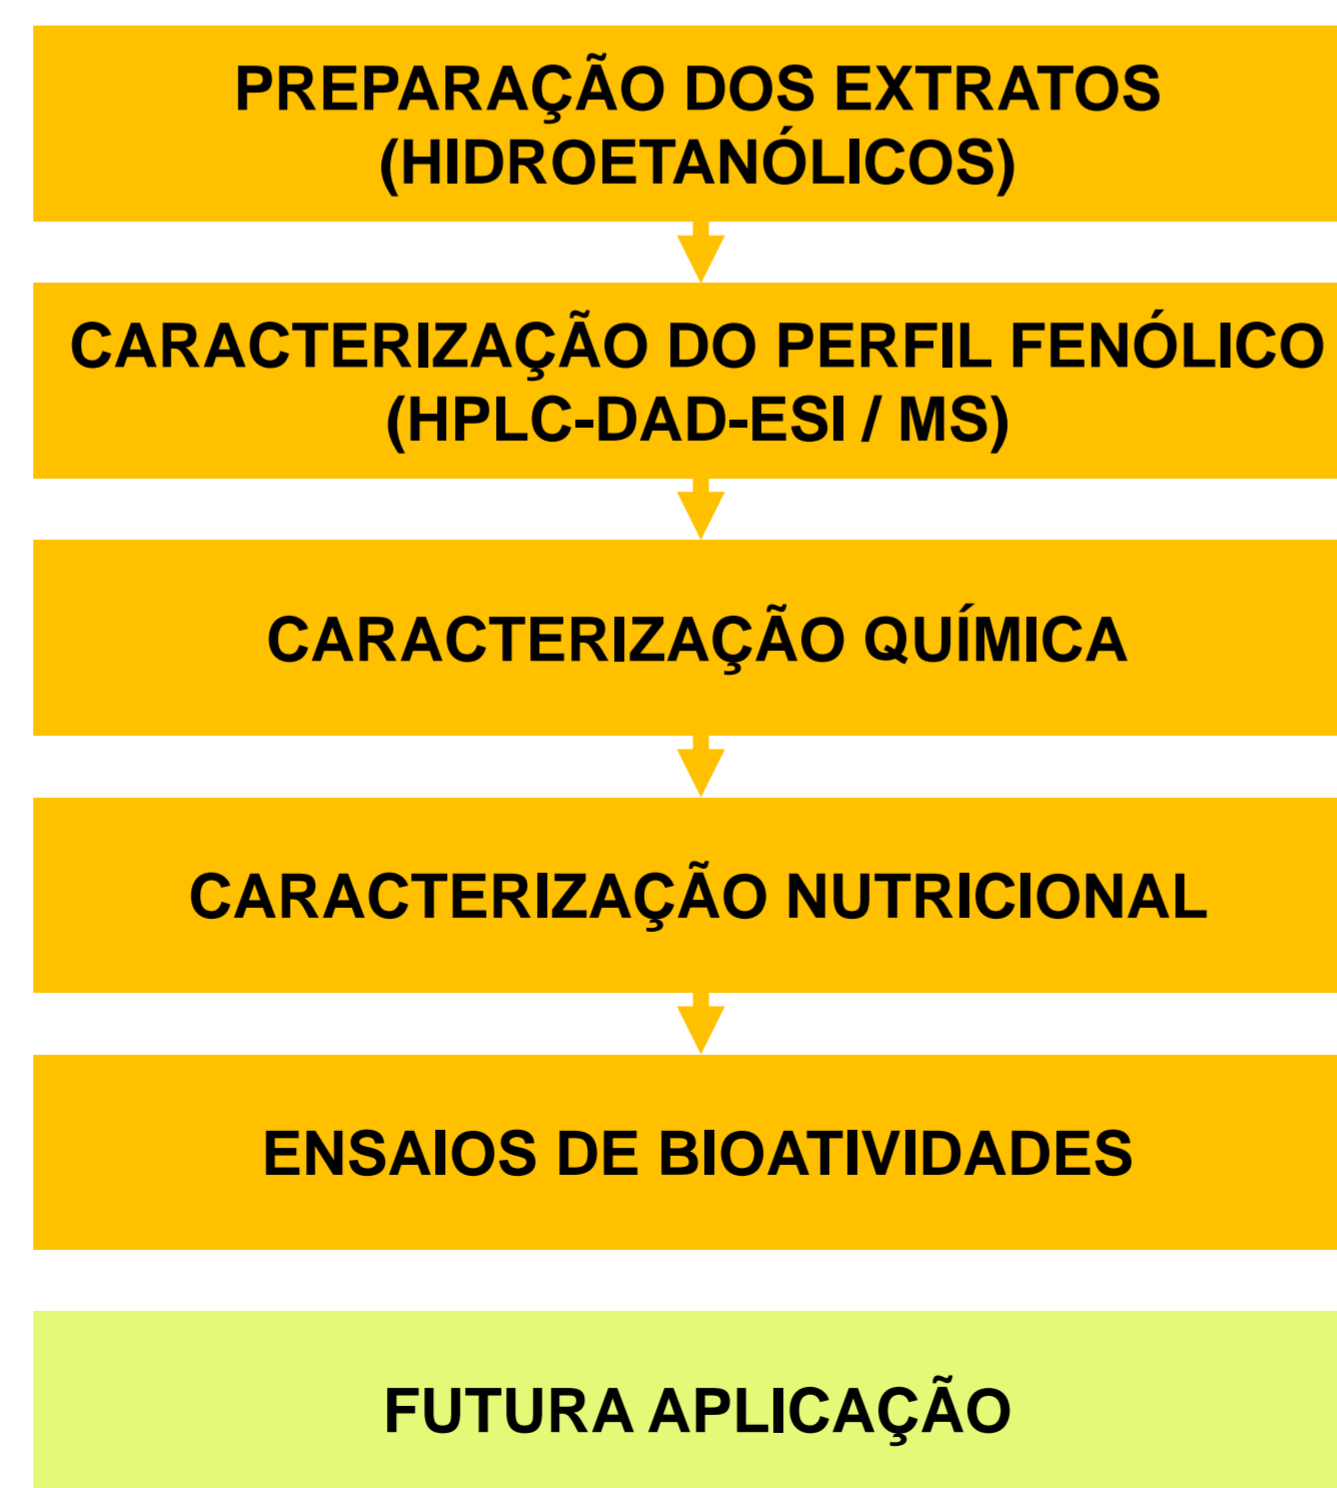 PREPARAÇÃO DOS EXTRATOS
(HIDROETANÓLICOS)
CARACTERIZAÇÃO DO PERFIL FENÓLICO
(HPLC-DAD-ESI / MS)
CARACTERIZAÇÃO QUÍMICA
CARACTERIZAÇÃO NUTRICIONAL
ENSAIOS DE BIOATIVIDADES
FUTURA APLICAÇÃO